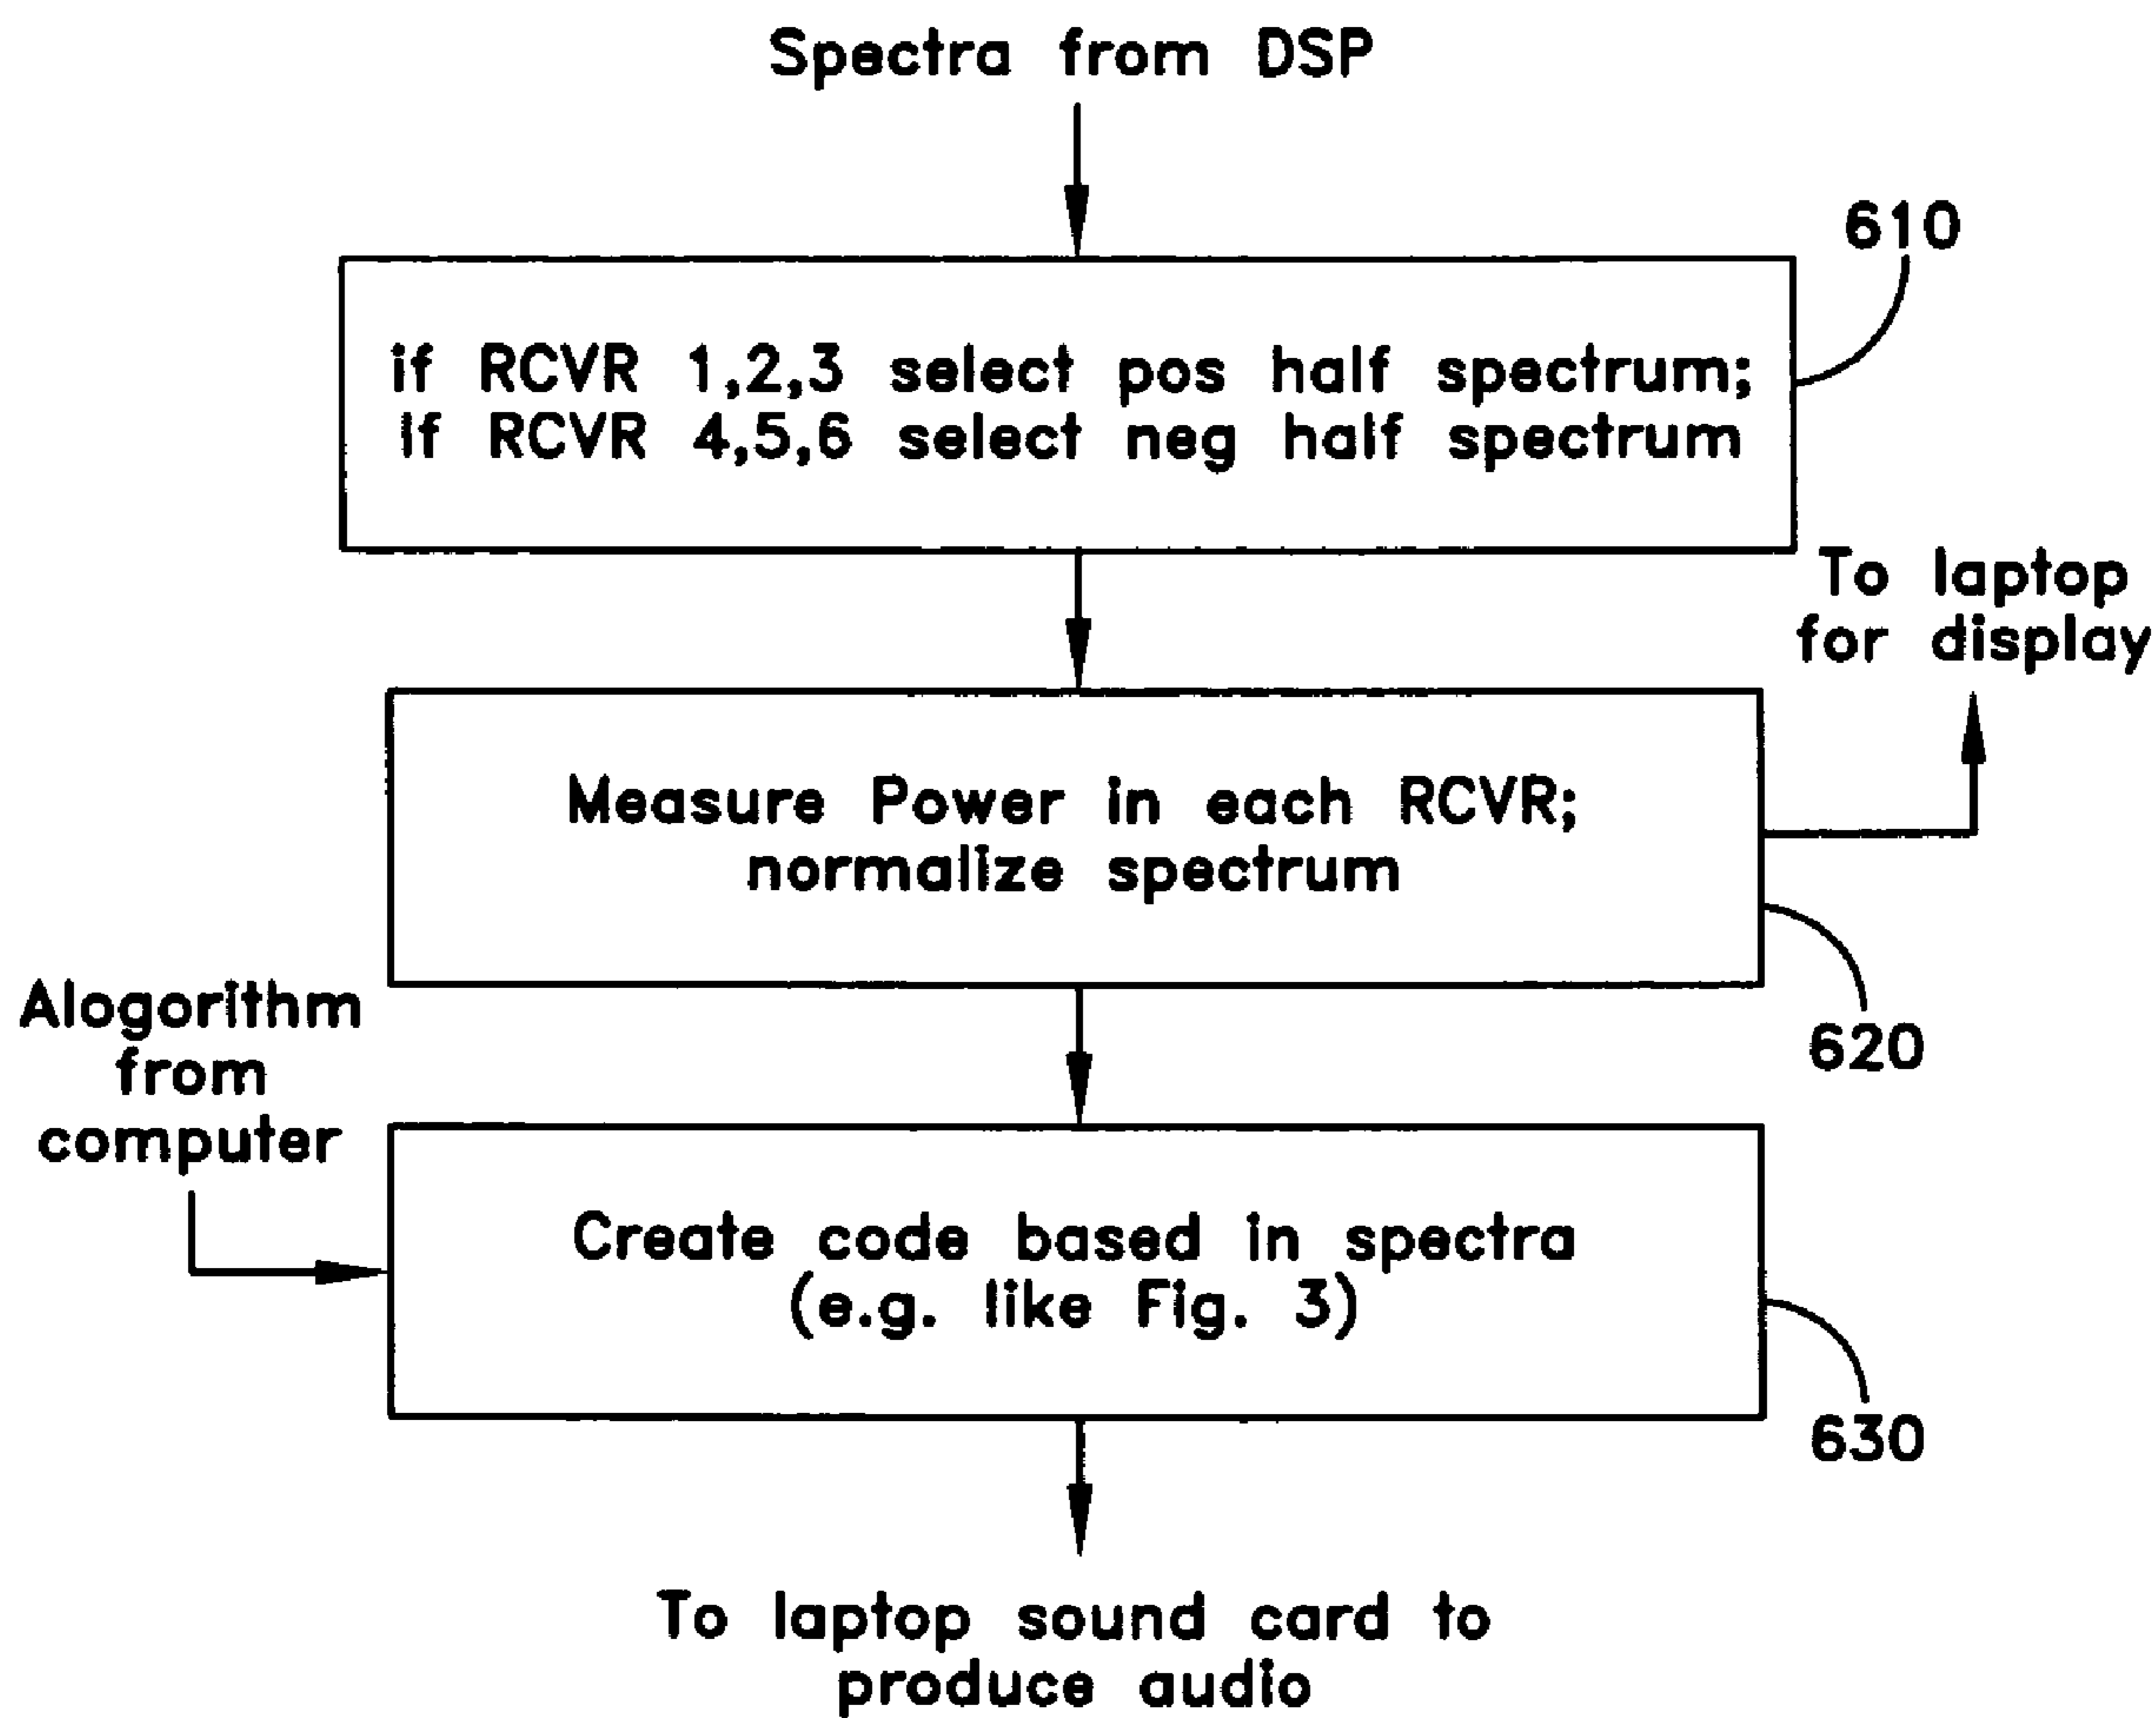 Spectra from DSP
610
if RCVR 1,2,3 select pos half spectrum;
if RCVR 4,5,6 select neg half spectrum
To laptop
for display
Measure Power in each RCVR;
normalize spectrum
620
Alogorithm
from
computer
Create code based in spectra
(e.g. like Fig. 3)
630
To laptop sound card to
produce audio